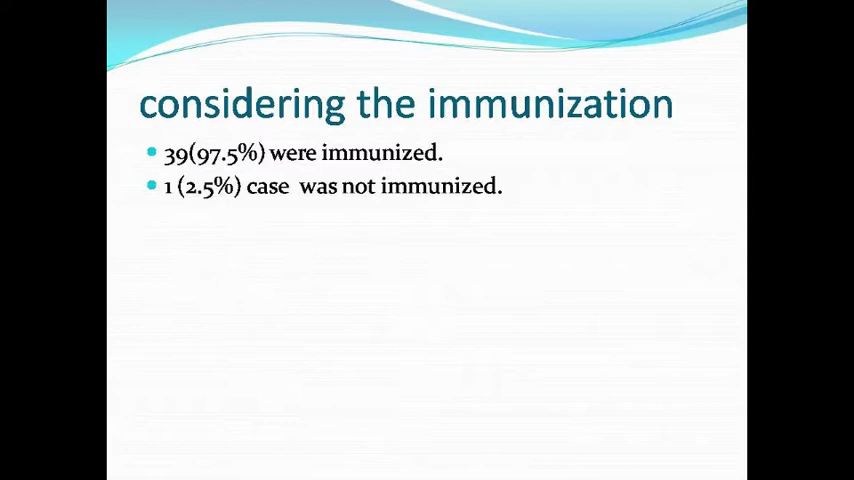 considering the immunization
39(97.5%) were immunized.
1 (2.5%) case was not immunized.